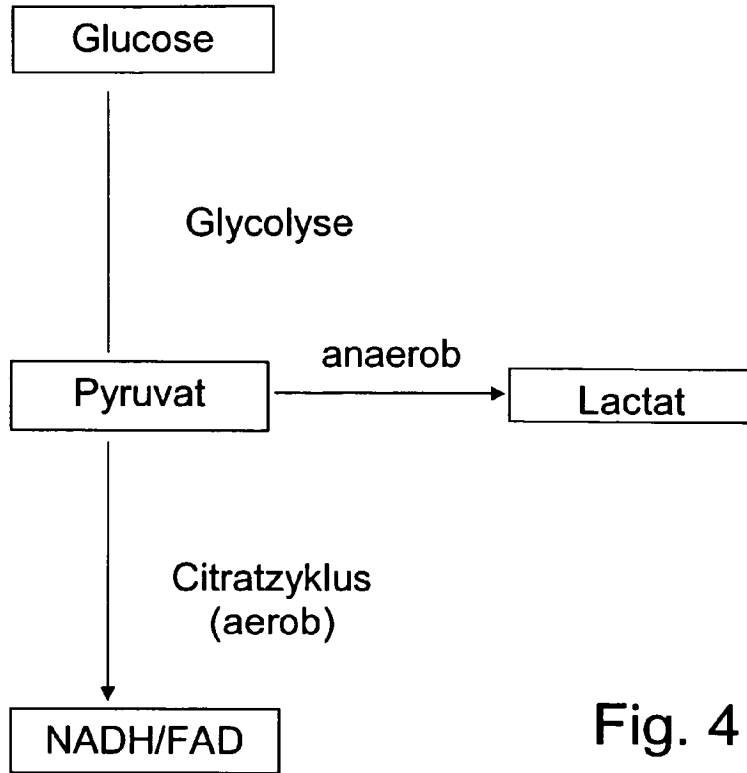 Glucose
Glycolyse
anaerob
Pyruvat
Lactat
Citratzyklus
(aerob)
NADH/FAD
Fig. 4